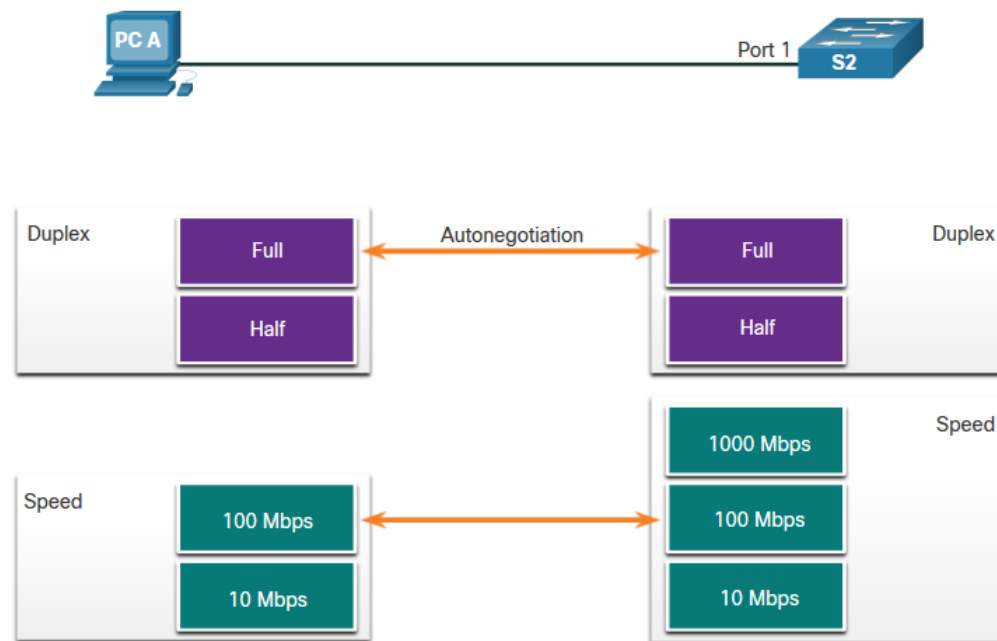 PC A
Port 1
S2
Duplex
Full
Autonegotiation
Full
Duplex
Half
Half
1000 Mbps
Speed
Speed
100 Mbps
100 Mbps
10 Mbps
10 Mbps